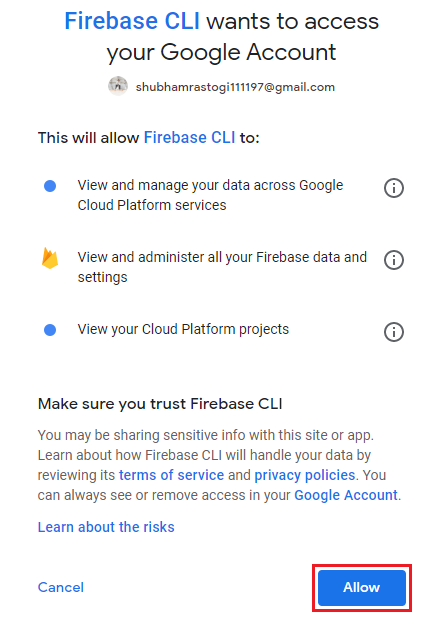 Firebase CLI wants to access
your Google Account
shubhamrastogi111197@gmail.com
This will allow Firebase CLI to:
View and manage your data across Google
Cloud Platform services
View and administer all your Firebase data and
settings
View your Cloud Platform projects
Make sure you trust Firebase CLI
You may be sharing sensitive info with this site or app.
Learn about how Firebase CLI will handle your data by
reviewing its terms of service and privacy policies. You
can always see or remove access in your Google Account.
Learn about the risks
Cancel
Allow